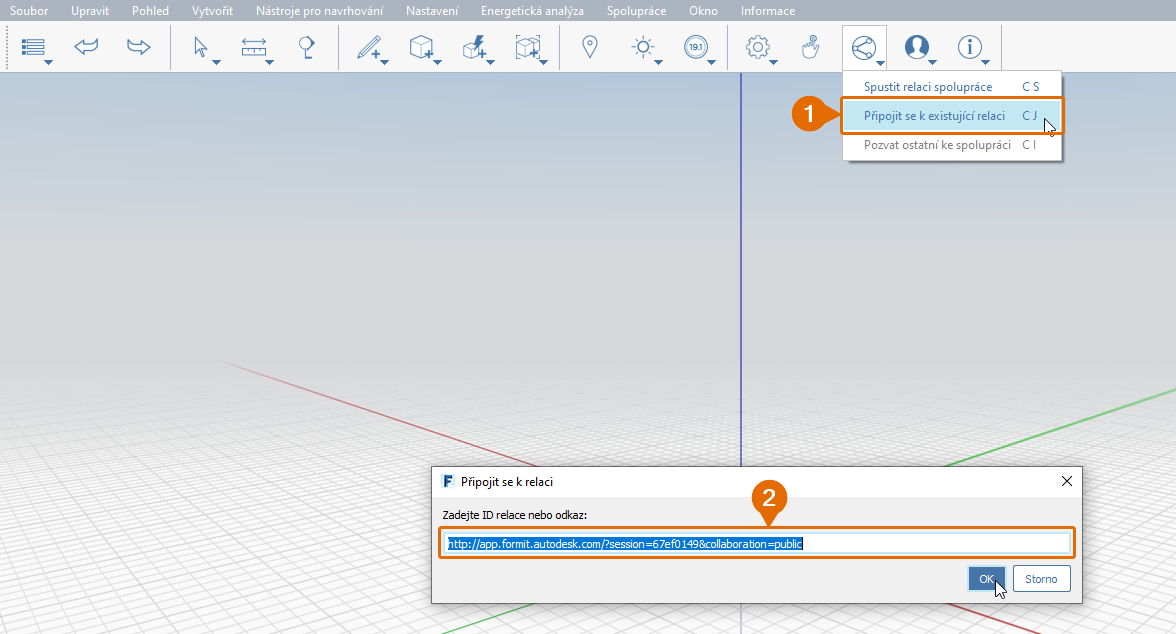 Soubor Upravit Pohled Vytvořit Nástroje pro navrhování Nastavení Energetická analýza Spolupráce Okno Informace
19.1
Spustit relaci spolupráce C S
1
Připojit se k existující relaci C J
Pozvat ostatní ke spolupráci C I
Připojit se k relaci
2
Zadejte ID relace nebo odkaz:
http://app.formit.autodesk.com/?session=67ef0149&collaboration=public
OK Storno